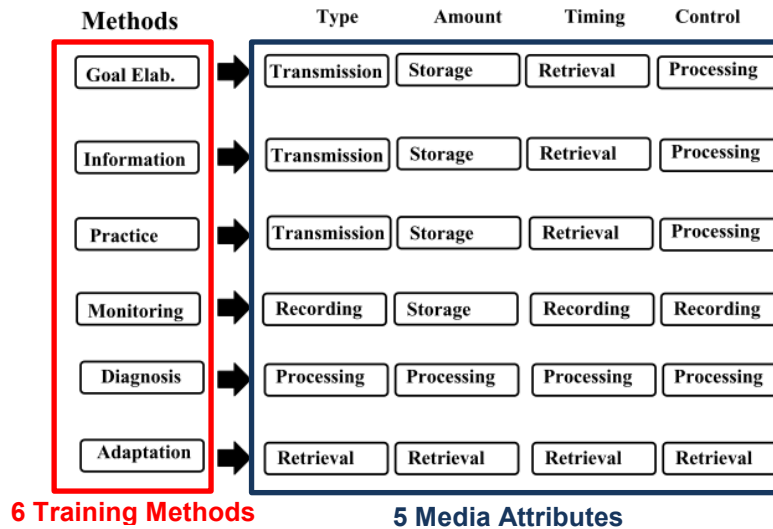 Methods Type Amount Timing Control
Goal Elab. Transmission Storage Retrieval Processing
Information Transmission Storage Retrieval Processing
Practice Transmission Storage Retrieval Processing
Monitoring Recording Storage Recording Recording
Diagnosis Processing Processing Processing Processing
Adaptation Retrieval Retrieval Retrieval Retrieval
6 Training Methods 5 Media Attributes